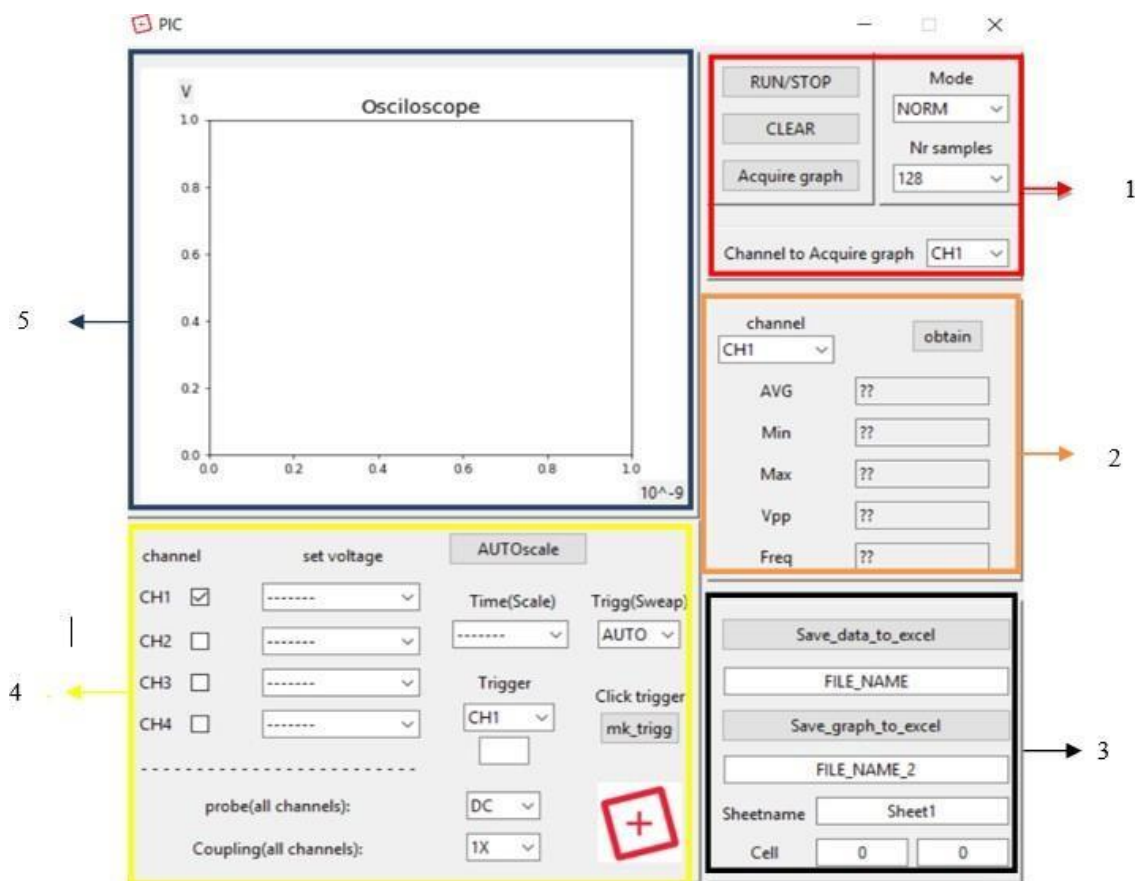 PIC
V
Osciloscope
1.0
0.8
0.6
0.4
0.2
0.0
0.0 0.2 0.4 0.6 0.8 1.0
10^-9
5
RUN/STOP
CLEAR
Acquire graph
Mode
NORM
Nr samples
128
Channel to Acquire graph CH1
1
channel
CH1
obtain
AVG ??
Min ??
Max ??
Vpp ??
Freq ??
2
channel set voltage
CH1 -------
CH2 -------
CH3 -------
CH4 -------
AUTOscale
Time(Scale)
-------
Trigg(Sweap)
AUTO
Trigger
CH1
Click trigger
mk_trigg
probe(all channels): DC
Coupling(all channels): 1X
4
Save_data_to_excel
FILE_NAME
Save_graph_to_excel
FILE_NAME_2
Sheetname Sheet1
Cell 0 0
3